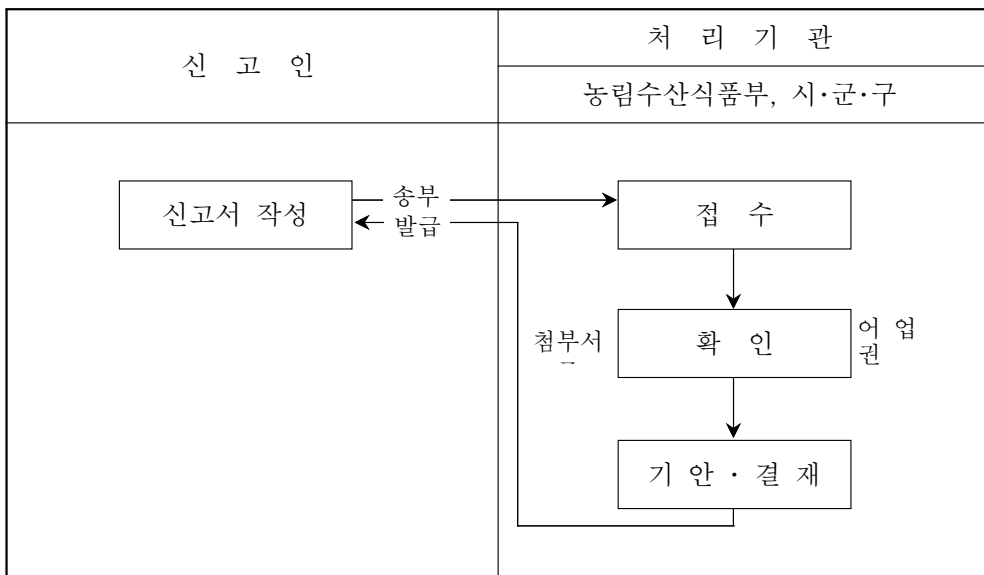 신 고 인
처 리 기 관
농림수산식품부, 시·군·구
신고서 작성
송부
발급
접 수
첨부서
확 인
어 업
권
기 안 · 결 재